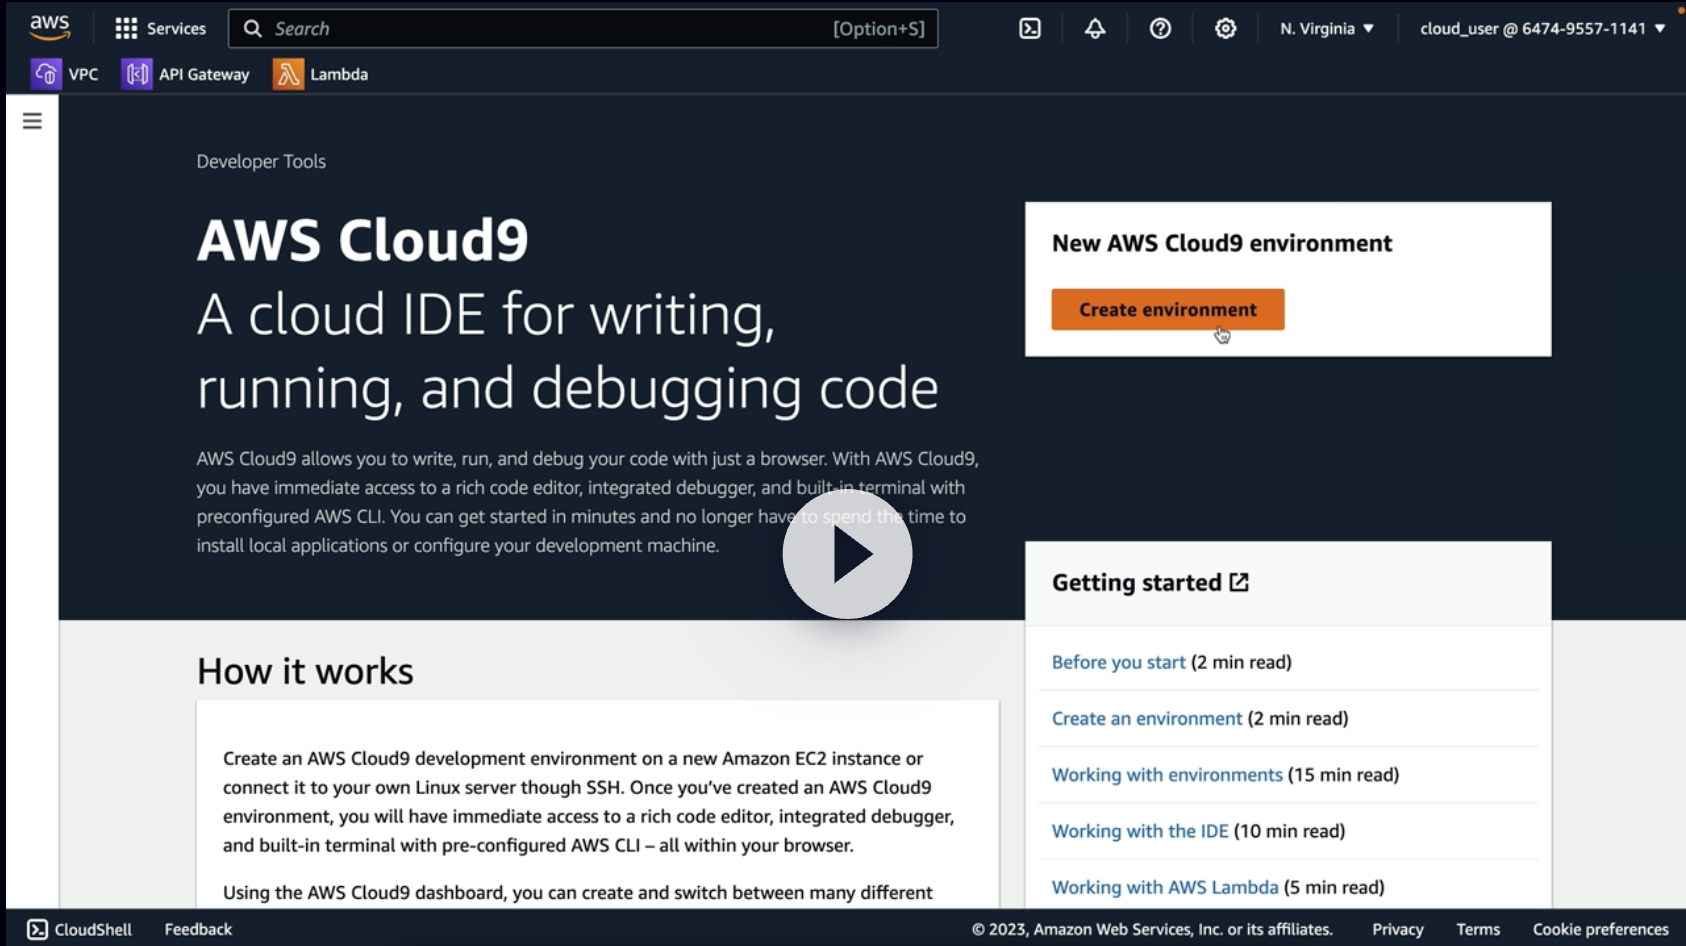 aws
Services
Search [Option+S]
N. Virginia
cloud_user @ 6474-9557-1141
VPC
API Gateway
Lambda
Developer Tools
AWS Cloud9
A cloud IDE for writing,
running, and debugging code
AWS Cloud9 allows you to write, run, and debug your code with just a browser. With AWS Cloud9,
you have immediate access to a rich code editor, integrated debugger, and built-in terminal with
preconfigured AWS CLI. You can get started in minutes and no longer have to spend the time to
install local applications or configure your development machine.
New AWS Cloud9 environment
Create environment
How it works
Create an AWS Cloud9 development environment on a new Amazon EC2 instance or
connect it to your own Linux server though SSH. Once you've created an AWS Cloud9
environment, you will have immediate access to a rich code editor, integrated debugger,
and built-in terminal with pre-configured AWS CLI – all within your browser.
Using the AWS Cloud9 dashboard, you can create and switch between many different
Getting started
Before you start (2 min read)
Create an environment (2 min read)
Working with environments (15 min read)
Working with the IDE (10 min read)
Working with AWS Lambda (5 min read)
CloudShell
Feedback
© 2023, Amazon Web Services, Inc. or its affiliates.
Privacy
Terms
Cookie preferences